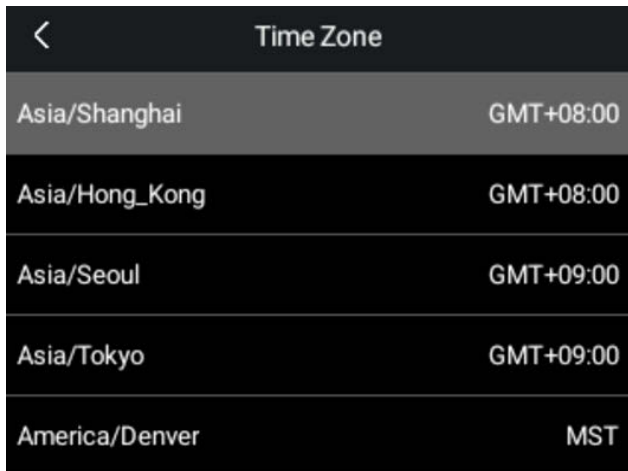 Time Zone
Asia/Shanghai GMT+08:00
Asia/Hong_Kong GMT+08:00
Asia/Seoul GMT+09:00
Asia/Tokyo GMT+09:00
America/Denver MST